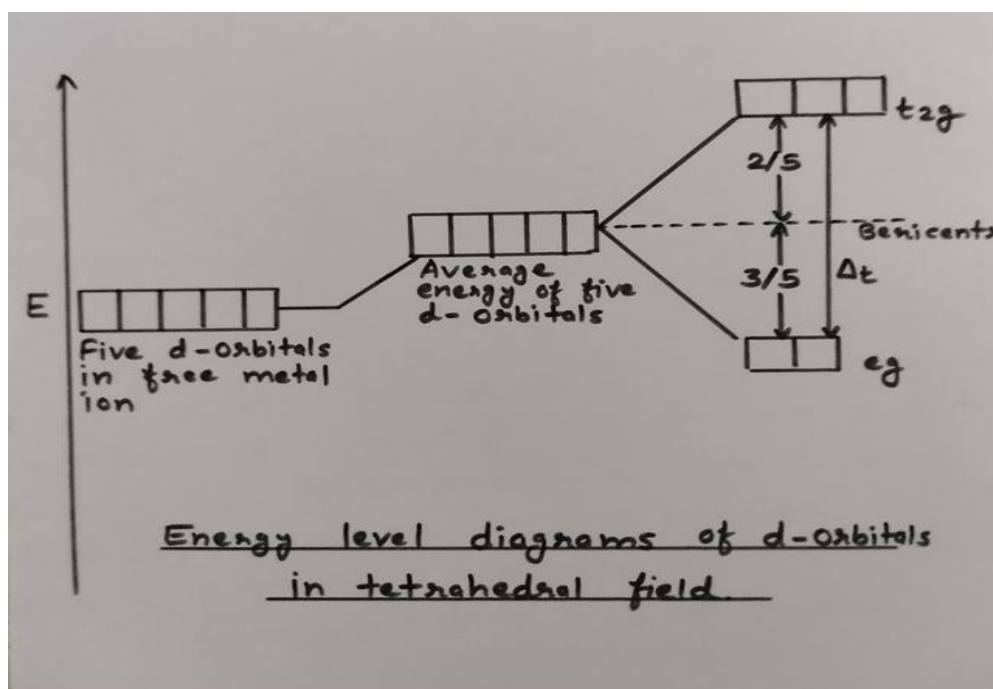 t2g
2/5
Benicents
E
Average
energy of five
d-orbitals
3/5
Δt
Five d-orbitals
in free metal
ion
eg
Energy level diagrams of d-orbitals
in tetrahedral field.